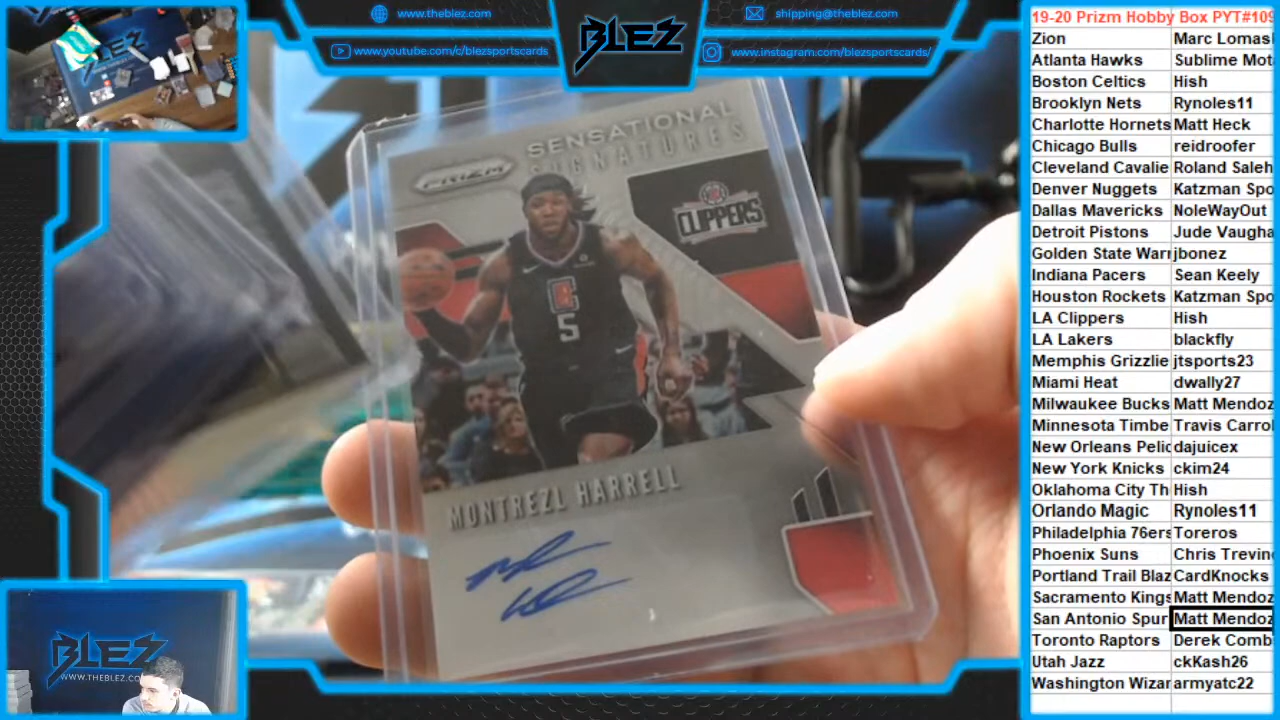 www.theblez.com
www.youtube.com/c/blezsportscards
BLEZ
shipping@theblez.com
www.instagram.com/blezsportscards/
PRIZM
SENSATIONAL
SIGNATURES
CLIPPERS
5
MONTREZL HARRELL
BLEZ
WWW.THEBLEZ.COM
19-20 Prizm Hobby Box PYT#109
Zion Marc Lomas
Atlanta Hawks Sublime Mot
Boston Celtics Hish
Brooklyn Nets Rynoles11
Charlotte Hornets Matt Heck
Chicago Bulls reidroofer
Cleveland Cavalie Roland Saleh
Denver Nuggets Katzman Spo
Dallas Mavericks NoleWayOut
Detroit Pistons Jude Vaugha
Golden State Warr jbonez
Indiana Pacers Sean Keely
Houston Rockets Katzman Spo
LA Clippers Hish
LA Lakers blackfly
Memphis Grizzlie jtsports23
Miami Heat dwally27
Milwaukee Bucks Matt Mendoz
Minnesota Timbe Travis Carrol
New Orleans Pelic dajuicex
New York Knicks ckim24
Oklahoma City Th Hish
Orlando Magic Rynoles11
Philadelphia 76ers Toreros
Phoenix Suns Chris Trevin
Portland Trail Blaz CardKnocks
Sacramento Kings Matt Mendoz
San Antonio Spur Matt Mendoz
Toronto Raptors Derek Comb
Utah Jazz ckKash26
Washington Wizar armyatc22